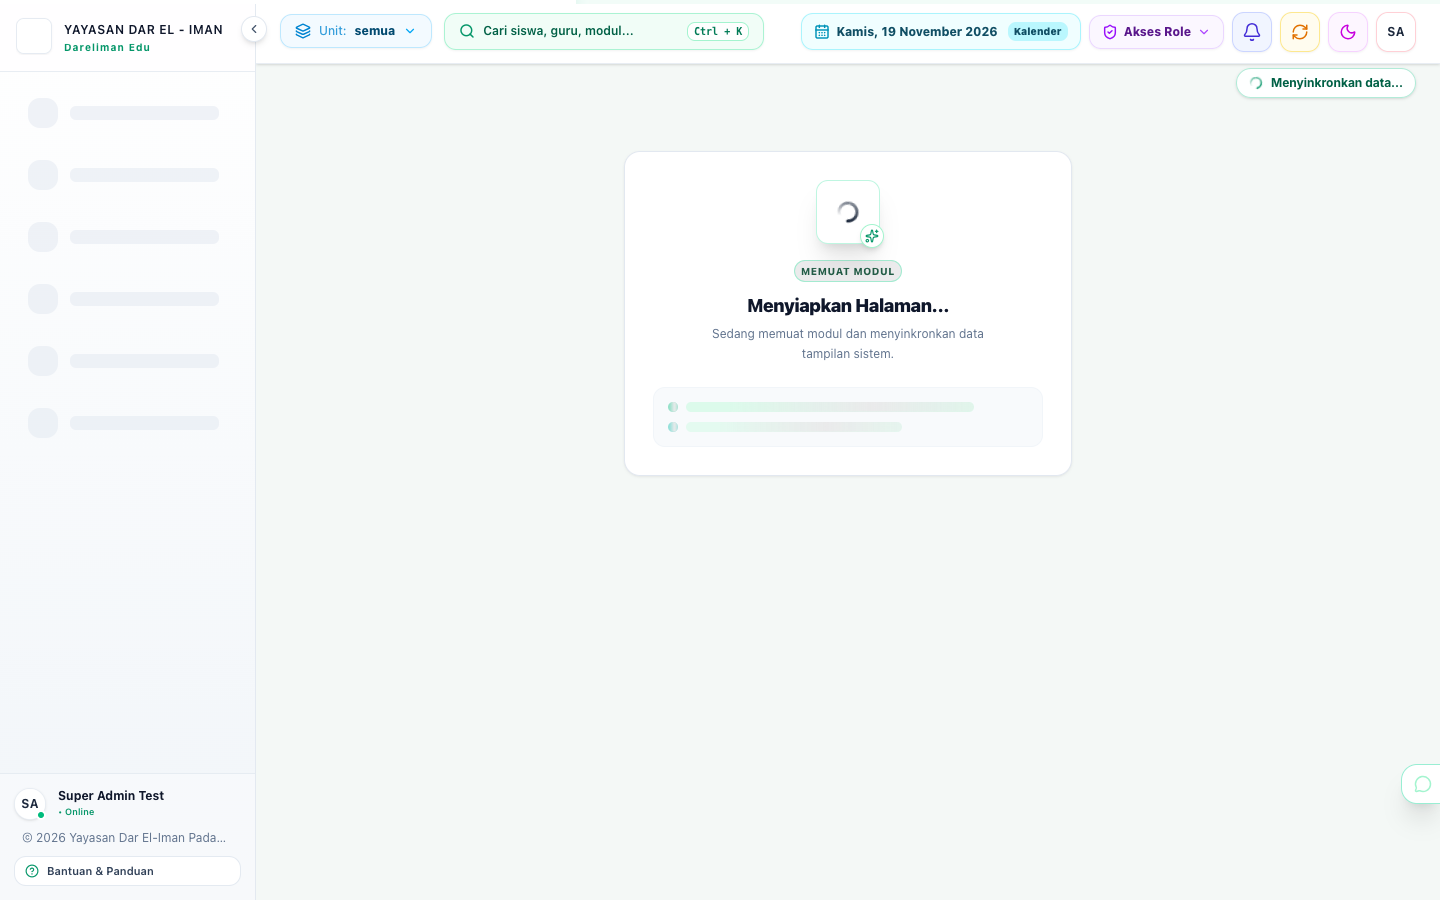 YAYASAN DAR EL - IMAN
Dareliman Edu
Unit: semua
Cari siswa, guru, modul...
Ctrl + K
Kamis, 19 November 2026
Kalender
Akses Role
SA
Menyinkronkan data...
MEMUAT MODUL
Menyiapkan Halaman...
Sedang memuat modul dan menyinkronkan data
tampilan sistem.
SA
Super Admin Test
• Online
© 2026 Yayasan Dar El-Iman Pada...
Bantuan & Panduan